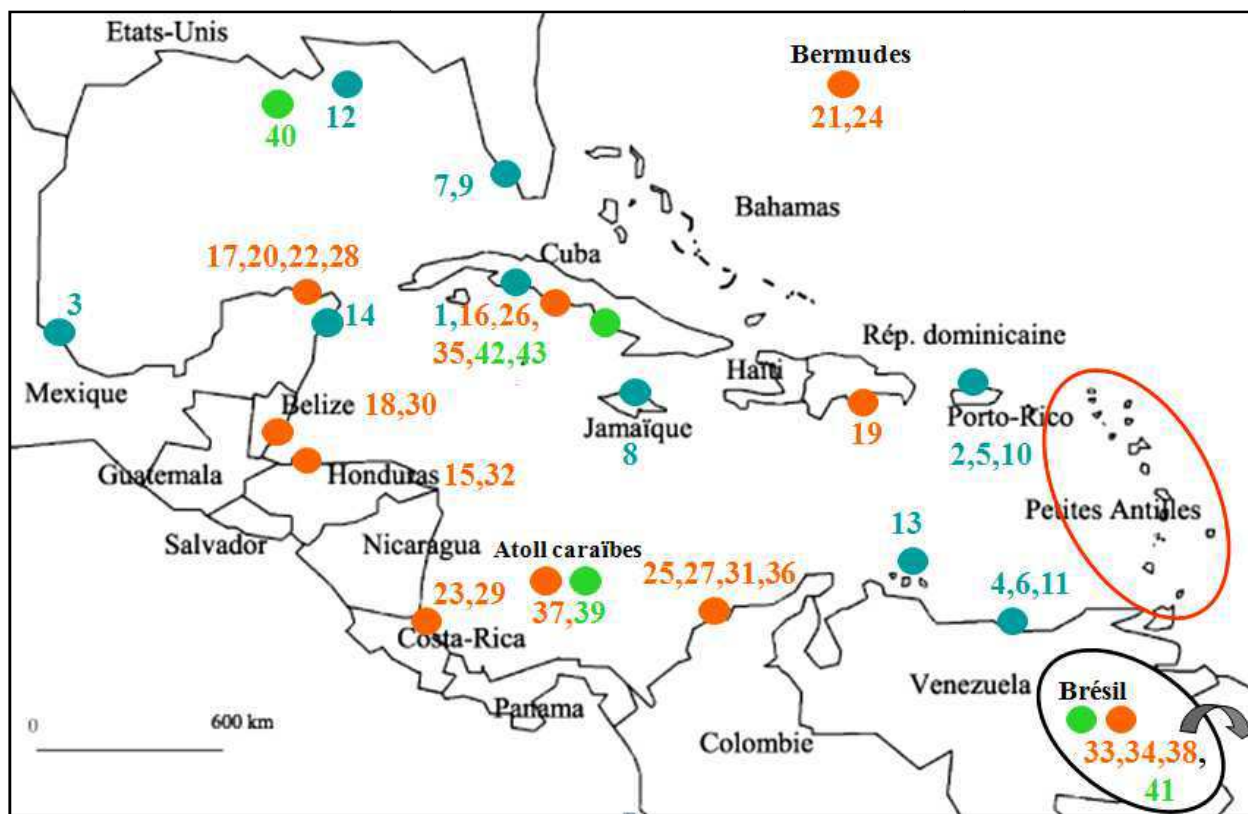 Etats-Unis
Bermudes
12
40
21,24
7,9
Bahamas
17,20,22,28
Cuba
3
14
1,16,26,
35,42,43
Rép. dominicaine
Haïti
Mexique
Belize
18,30
Jamaïque
8
19
Porto-Rico
2,5,10
Guatemala
Honduras
15,32
Petites Antilles
Salvador
Nicaragua
Atoll caraïbes
13
25,27,31,36
4,6,11
23,29
37,39
Costa-Rica
Venezuela
Brésil
Panama
0
600 km
Colombie
33,34,38,
41